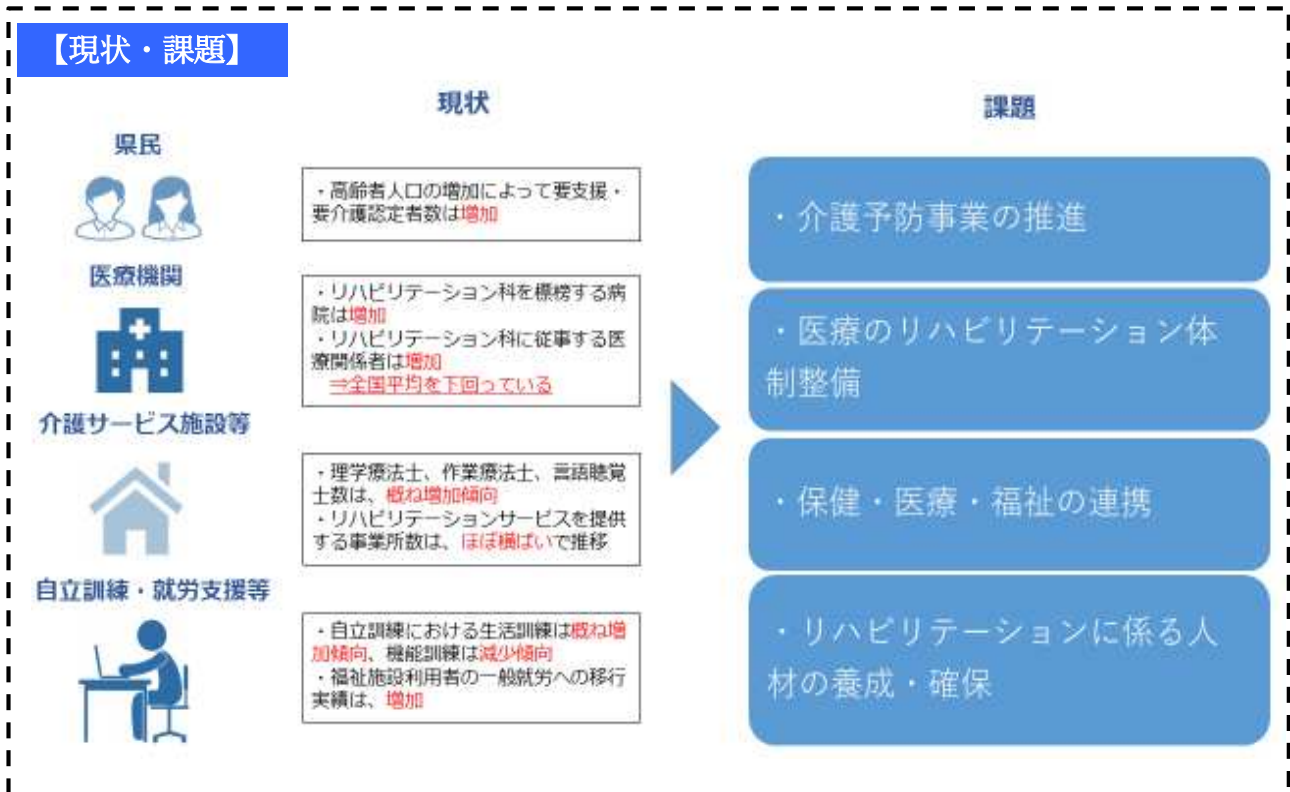 【現状・課題】
現状
課題
県民
・高齢者人口の増加によって要支援・
要介護認定者数は増加
・介護予防事業の推進
医療機関
・リハビリテーション科を標榜する病
院は増加
・リハビリテーション科に従事する医
療関係者は増加
⇒全国平均を下回っている
・医療のリハビリテーション体
制整備
介護サービス施設等
・理学療法士、作業療法士、言語聴覚
士数は、概ね増加傾向
・リハビリテーションサービスを提供
する事業所数は、ほぼ横ばいで推移
・保健・医療・福祉の連携
自立訓練・就労支援等
・自立訓練における生活訓練は概ね増
加傾向、機能訓練は減少傾向
・福祉施設利用者の一般就労への移行
実績は、増加
・リハビリテーションに係る人
材の養成・確保